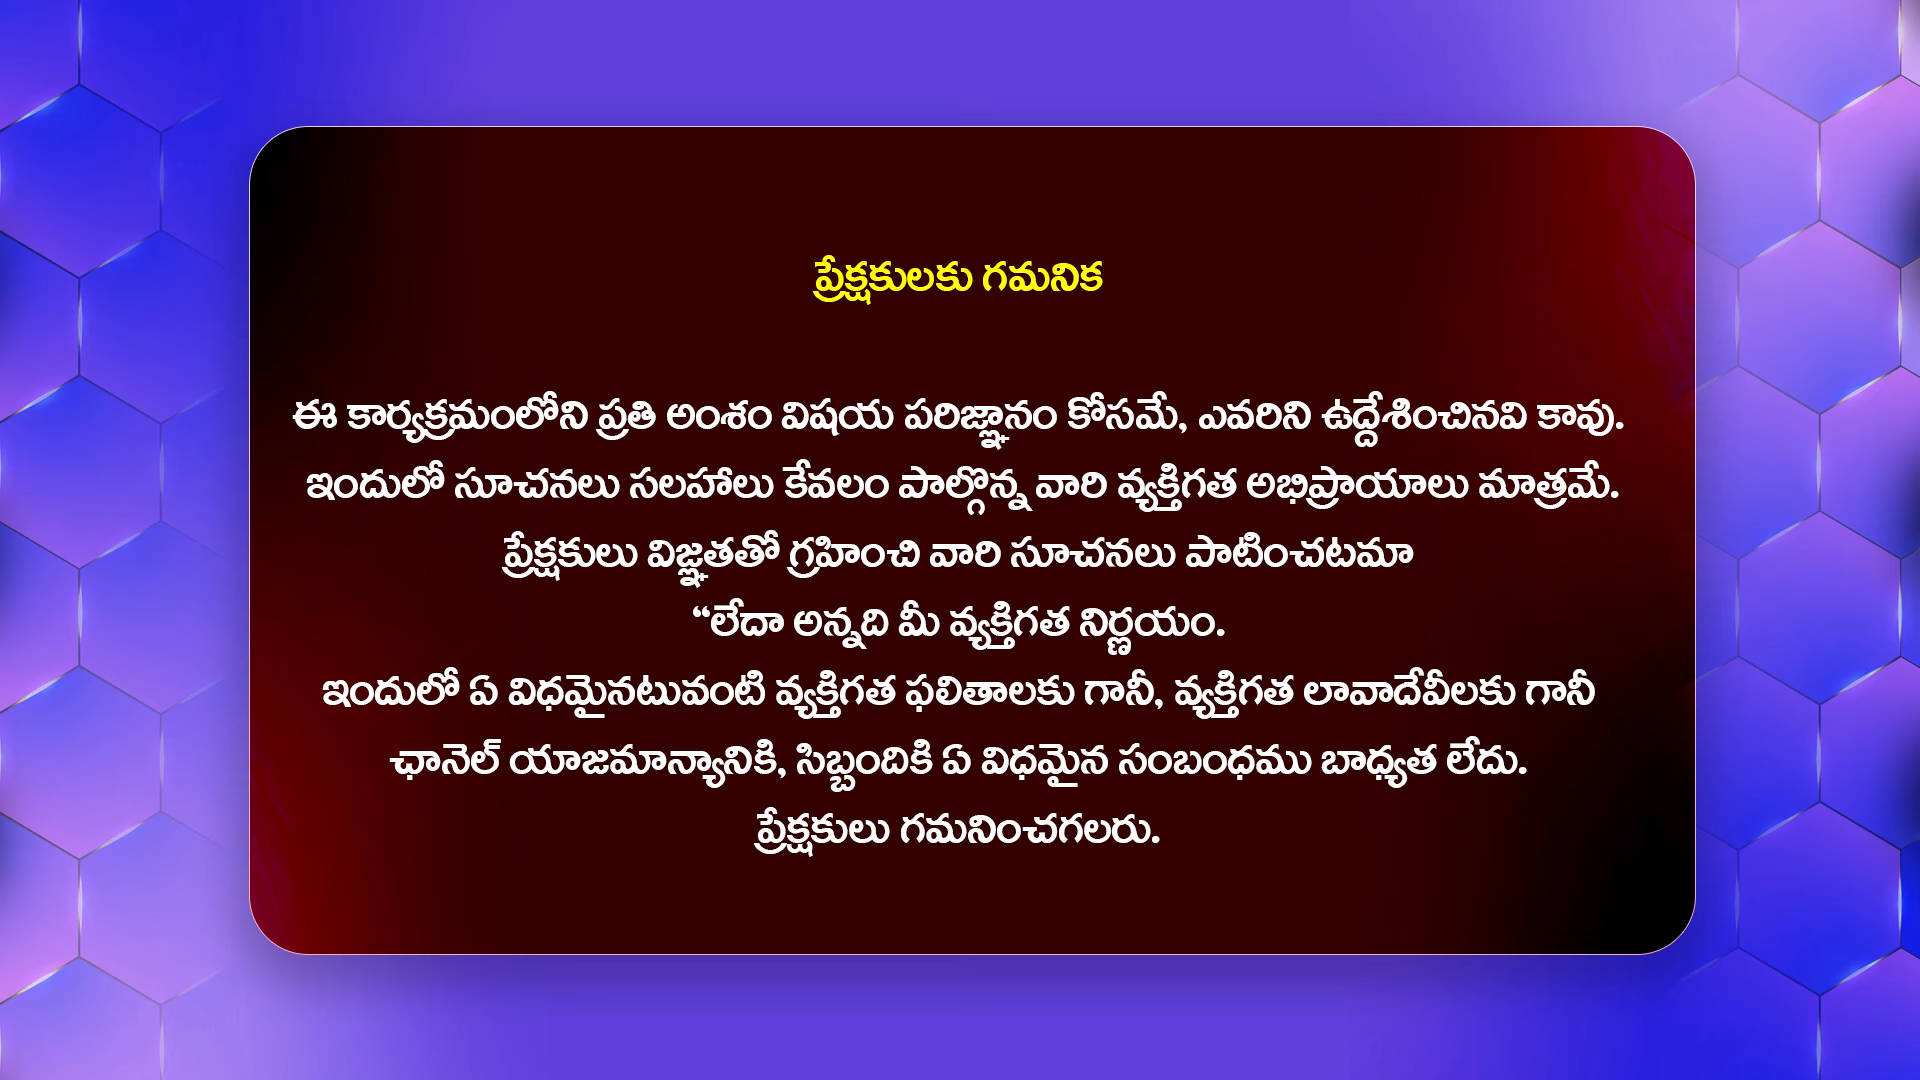 ప్రేక్షకులకు గమనిక
ఈ కార్యక్రమంలోని ప్రతి అంశం విషయ పరిజ్ఞానం కోసమే, ఎవరిని ఉద్దేశించినవి కావు.
ఇందులో సూచనలు సలహాలు కేవలం పాల్గొన్న వారి వ్యక్తిగత అభిప్రాయాలు మాత్రమే.
ప్రేక్షకులు విజ్ఞతతో గ్రహించి వారి సూచనలు పాటించటమా
“లేదా అన్నది మీ వ్యక్తిగత నిర్ణయం.
ఇందులో ఏ విధమైనటువంటి వ్యక్తిగత ఫలితాలకు గానీ, వ్యక్తిగత లావాదేవీలకు గానీ
ఛానెల్ యాజమాన్యానికి, సిబ్బందికి ఏ విధమైన సంబంధము బాధ్యత లేదు.
ప్రేక్షకులు గమనించగలరు.